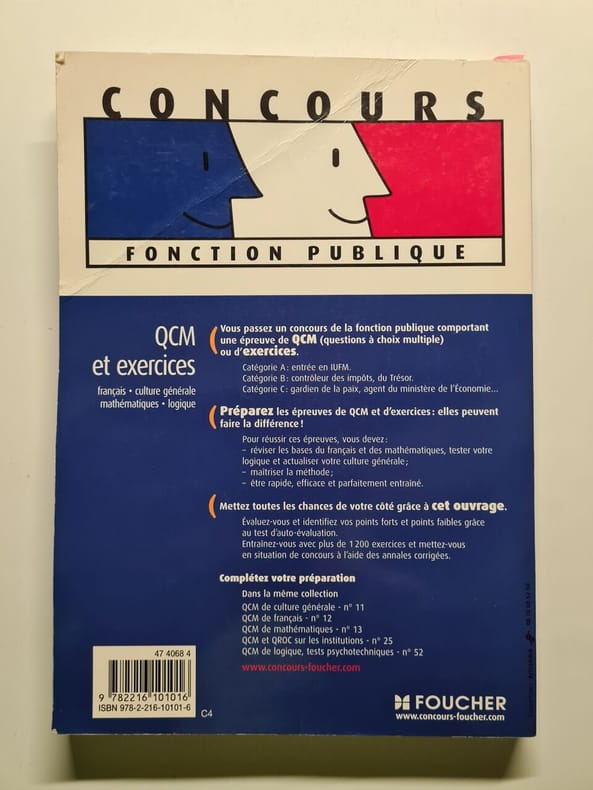 CONCOURS
FONCTION PUBLIQUE
QCM
et exercices
français • culture générale
mathématiques • logique
Vous passez un concours de la fonction publique comportant
une épreuve de QCM (questions à choix multiple)
ou d'exercices.
Catégorie A : entrée en IUFM.
Catégorie B : contrôleur des impôts, du Trésor.
Catégorie C : gardien de la paix, agent du ministère de l'Économie...
Préparez les épreuves de QCM et d'exercices : elles peuvent
faire la différence !
Pour réussir ces épreuves, vous devez :
– réviser les bases du français et des mathématiques, tester votre
logique et actualiser votre culture générale ;
– maîtriser la méthode ;
– être rapide, efficace et parfaitement entraîné.
Mettez toutes les chances de votre côté grâce à cet ouvrage.
Évaluez-vous et identifiez vos points forts et points faibles grâce
au test d'auto-évaluation.
Entraînez-vous avec plus de 1 200 exercices et mettez-vous
en situation de concours à l'aide des annales corrigées.
Complétez votre préparation
Dans la même collection
QCM de culture générale - n° 11
QCM de français - n° 12
QCM de mathématiques - n° 13
QCM et QROC sur les institutions - n° 25
QCM de logique, tests psychotechniques - n° 52
www.concours-foucher.com
47 4068 4
9 782216 101016
ISBN 978-2-216-10101-6
C4
FOUCHER
www.concours-foucher.com